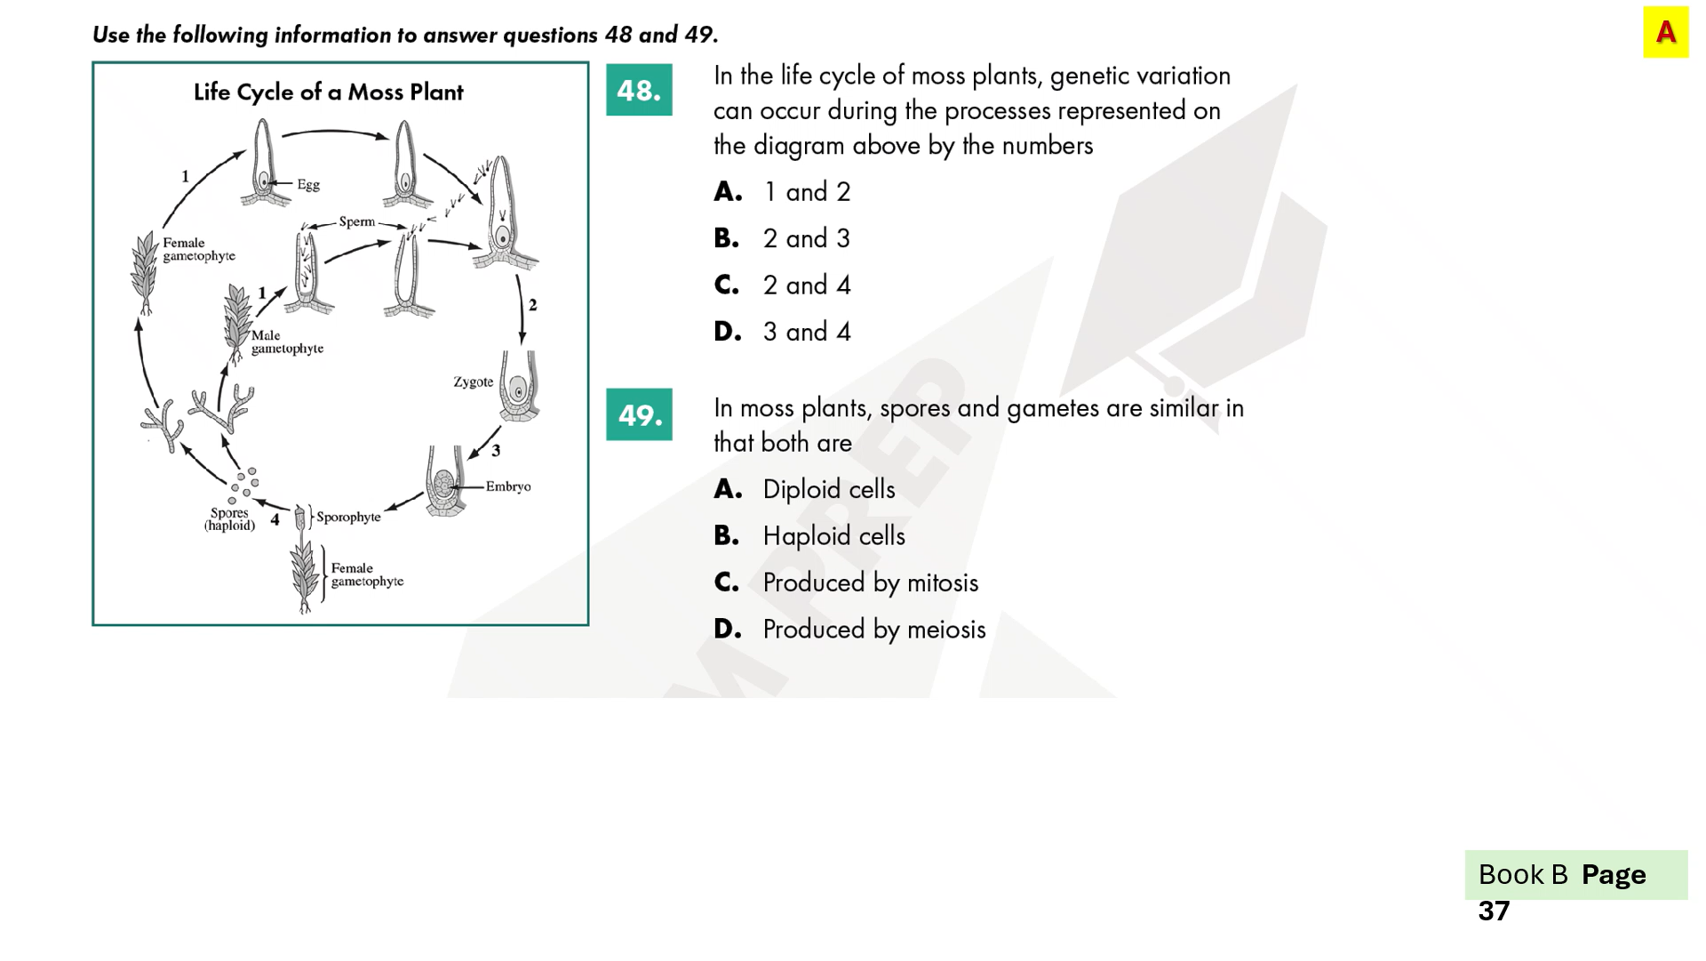 Use the following information to answer questions 48 and 49.
A
Life Cycle of a Moss Plant
1
Egg
Sperm
Female
gametophyte
1
Male
gametophyte
2
Zygote
3
Embryo
Spores
(haploid)
4
Sporophyte
Female
gametophyte
48.
In the life cycle of moss plants, genetic variation
can occur during the processes represented on
the diagram above by the numbers
A. 1 and 2
B. 2 and 3
C. 2 and 4
D. 3 and 4
49.
In moss plants, spores and gametes are similar in
that both are
A. Diploid cells
B. Haploid cells
C. Produced by mitosis
D. Produced by meiosis
M PREP
Book B Page
37